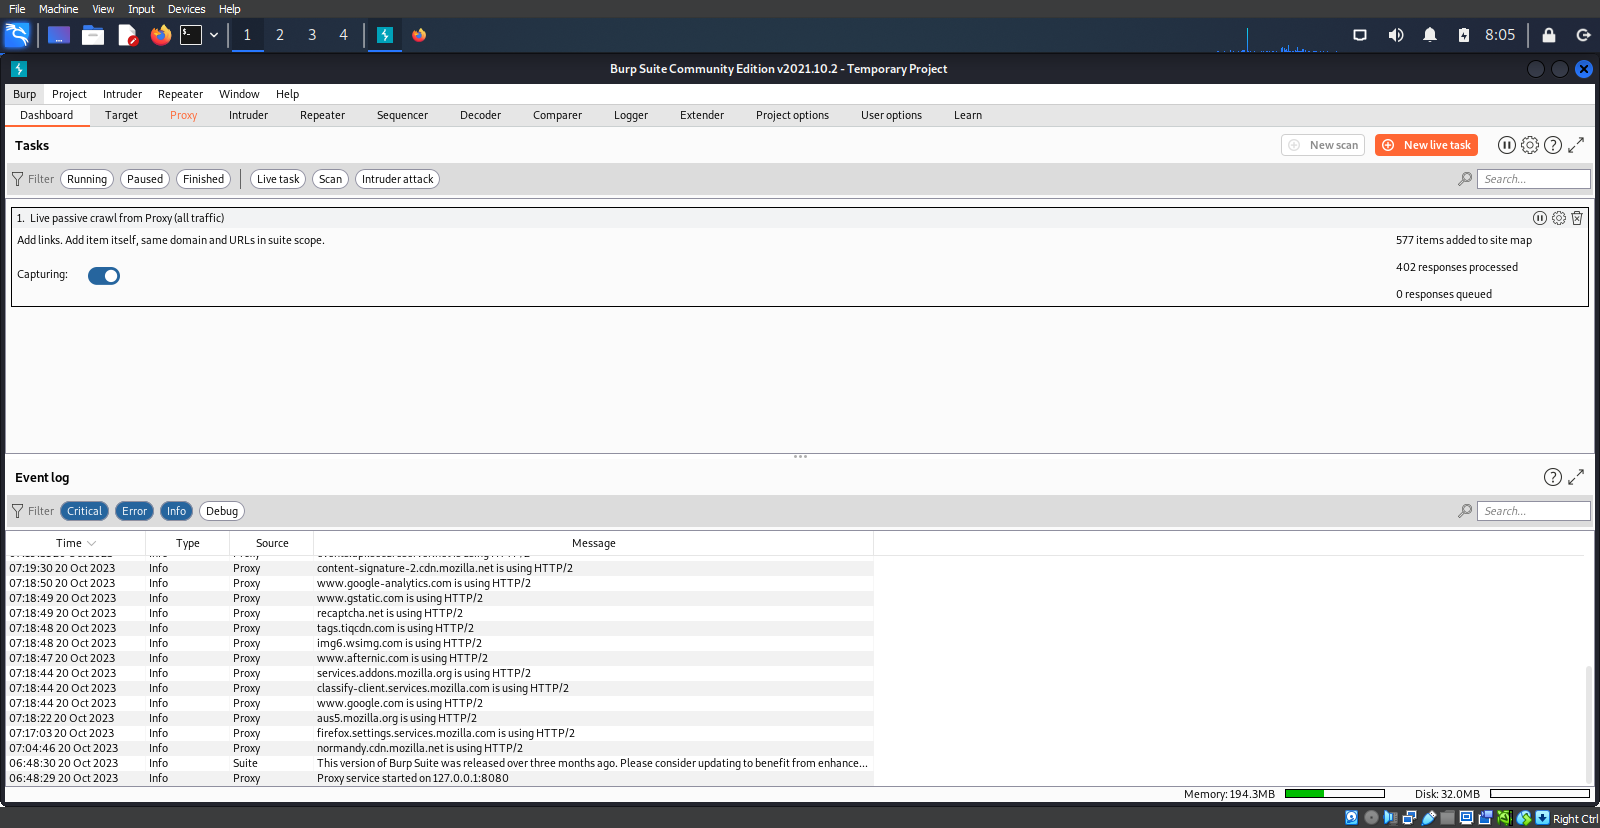 File Machine View Input Devices Help
1 2 3 4 8:05
Burp Suite Community Edition v2021.10.2 - Temporary Project
Burp Project Intruder Repeater Window Help
Dashboard Target Proxy Intruder Repeater Sequencer Decoder Comparer Logger Extender Project options User options Learn
Tasks New scan New live task
Filter Running Paused Finished Live task Scan Intruder attack Search...
1. Live passive crawl from Proxy (all traffic)
Add links. Add item itself, same domain and URLs in suite scope. 577 items added to site map
Capturing: 402 responses processed
0 responses queued
Event log
Filter Critical Error Info Debug Search...
Time Type Source Message
07:19:30 20 Oct 2023 Info Proxy content-signature-2.cdn.mozilla.net is using HTTP/2
07:18:50 20 Oct 2023 Info Proxy www.google-analytics.com is using HTTP/2
07:18:49 20 Oct 2023 Info Proxy www.gstatic.com is using HTTP/2
07:18:49 20 Oct 2023 Info Proxy recaptcha.net is using HTTP/2
07:18:48 20 Oct 2023 Info Proxy tags.tiqcdn.com is using HTTP/2
07:18:48 20 Oct 2023 Info Proxy img6.wsimg.com is using HTTP/2
07:18:47 20 Oct 2023 Info Proxy www.afternic.com is using HTTP/2
07:18:44 20 Oct 2023 Info Proxy services.addons.mozilla.org is using HTTP/2
07:18:44 20 Oct 2023 Info Proxy classify-client.services.mozilla.com is using HTTP/2
07:18:44 20 Oct 2023 Info Proxy www.google.com is using HTTP/2
07:18:22 20 Oct 2023 Info Proxy aus5.mozilla.org is using HTTP/2
07:17:03 20 Oct 2023 Info Proxy firefox.settings.services.mozilla.com is using HTTP/2
07:04:46 20 Oct 2023 Info Proxy normandy.cdn.mozilla.net is using HTTP/2
06:48:30 20 Oct 2023 Info Suite This version of Burp Suite was released over three months ago. Please consider updating to benefit from enhance...
06:48:29 20 Oct 2023 Info Proxy Proxy service started on 127.0.0.1:8080
Memory: 194.3MB Disk: 32.0MB
Right Ctrl